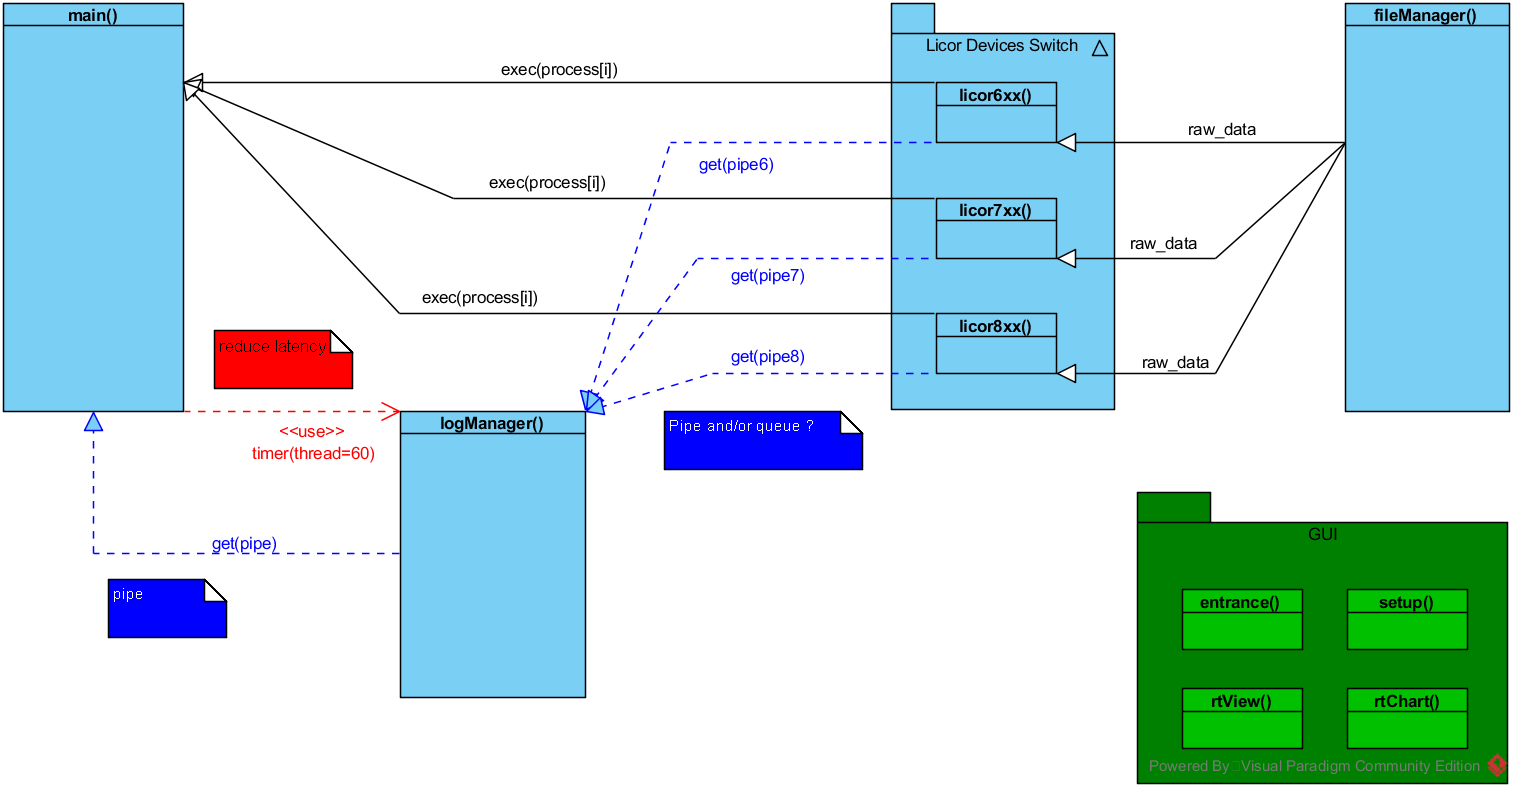 main()
Licor Devices Switch
fileManager()
exec(process[i])
licor6xx()
raw_data
get(pipe6)
exec(process[i])
licor7xx()
raw_data
get(pipe7)
exec(process[i])
licor8xx()
raw_data
get(pipe8)
reduce latency
<<use>>
timer(thread=60)
logManager()
Pipe and/or queue ?
get(pipe)
pipe
GUI
entrance()
setup()
rtView()
rtChart()
Powered By Visual Paradigm Community Edition